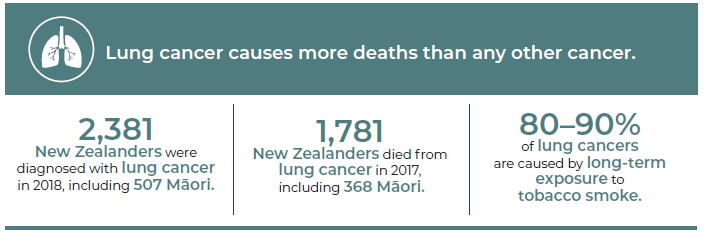 Lung cancer causes more deaths than any other cancer.
2,381
New Zealanders were
diagnosed with lung cancer
in 2018, including 507 Māori.
1,781
New Zealanders died from
lung cancer in 2017,
including 368 Māori.
80–90%
of lung cancers
are caused by long-term
exposure to
tobacco smoke.